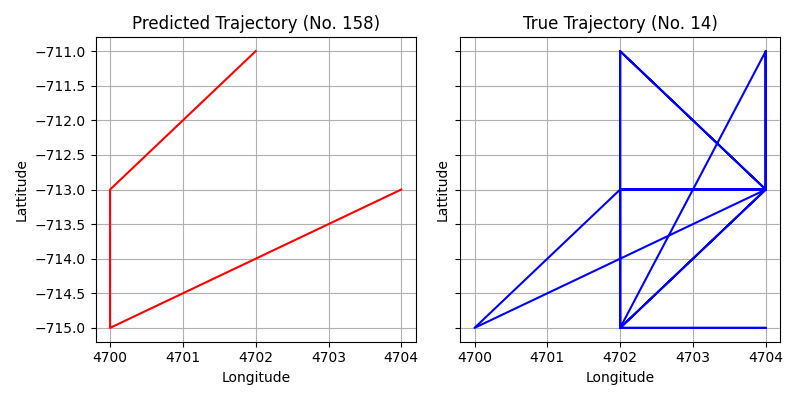 Predicted Trajectory (No. 158)
Lattitude
−711.0
−711.5
−712.0
−712.5
−713.0
−713.5
−714.0
−714.5
−715.0
4700 4701 4702 4703 4704
Longitude
True Trajectory (No. 14)
Lattitude
4700 4701 4702 4703 4704
Longitude